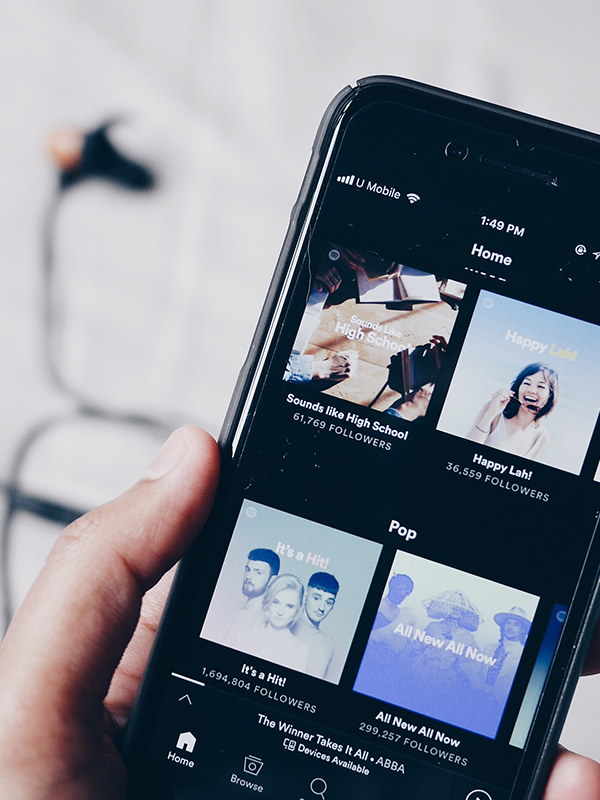 U Mobile
1:49 PM
Home
Sounds Like
High School
Happy Lah!
Sounds like High School
61,769 FOLLOWERS
Happy Lah!
36,559 FOLLOWERS
Pop
It's a Hit!
All New All Now
It's a Hit!
1,694,804 FOLLOWERS
All New All Now
299,257 FOLLOWERS
The Winner Takes It All • ABBA
Devices Available
Home
Browse